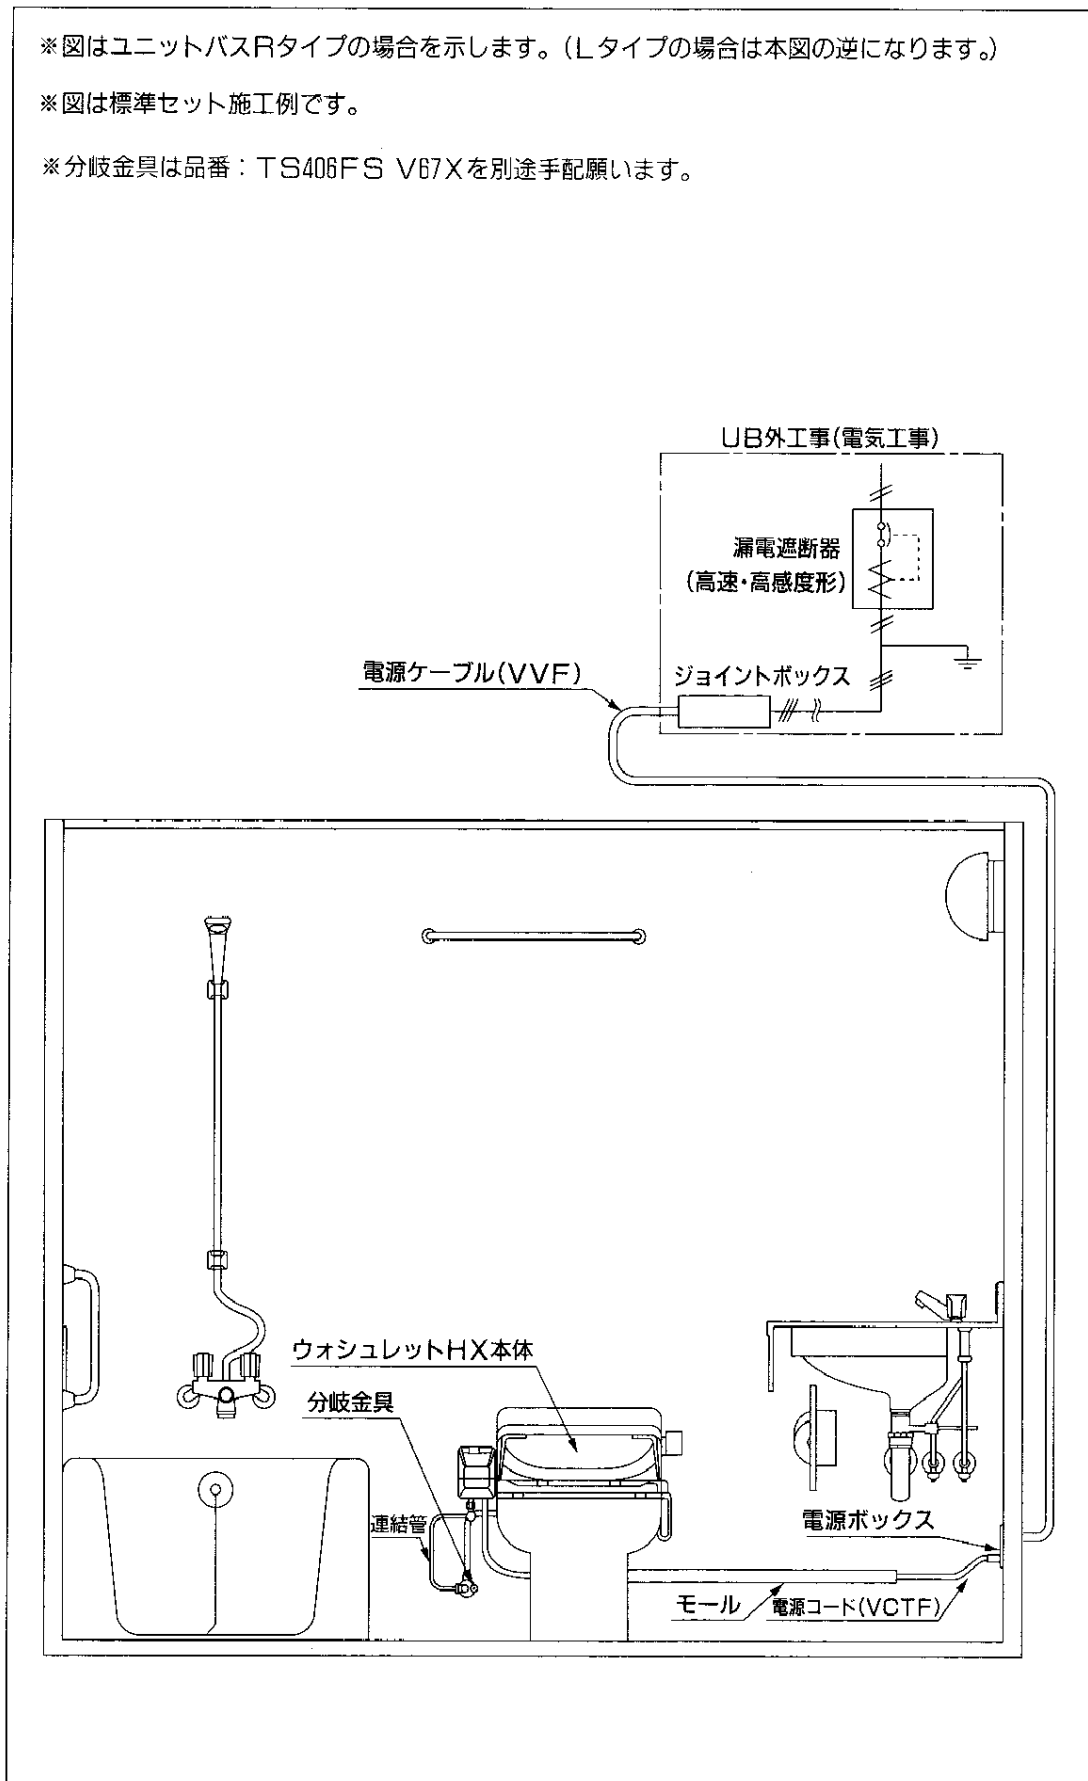 ※図はユニットバスRタイプの場合を示します。(Lタイプの場合は本図の逆になります。)
※図は標準セット施工例です。
※分岐金具は品番：TS406FS V67Xを別途手配願います。
UB外工事(電気工事)
漏電遮断器
(高速・高感度形)
電源ケーブル(VVF)
ジョイントボックス
ウォシュレットHX本体
分岐金具
連結管
電源ボックス
モール
電源コード(VCTF)